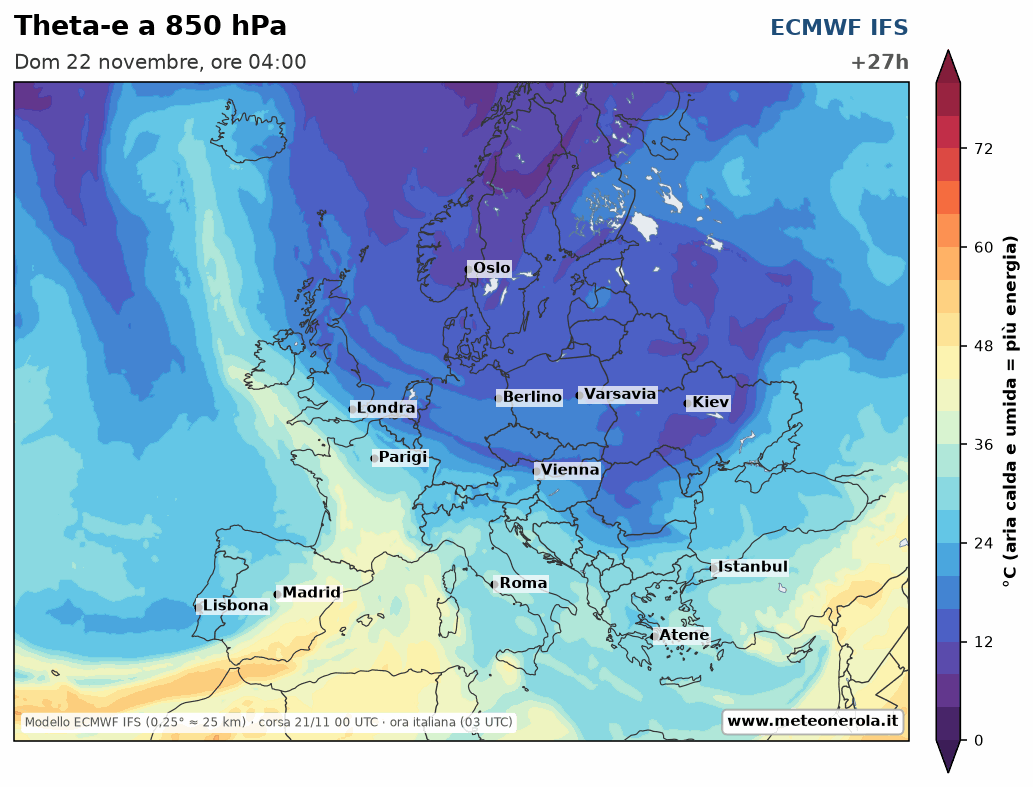 Theta-e a 850 hPa
ECMWF IFS
Dom 22 novembre, ore 04:00
+27h
72
60
48
36
24
12
0
°C (aria calda e umida = più energia)
Oslo
Berlino
Varsavia
Kiev
Londra
Parigi
Vienna
Istanbul
Roma
Madrid
Lisbona
Atene
Modello ECMWF IFS (0,25° ≈ 25 km) · corsa 21/11 00 UTC · ora italiana (03 UTC)
www.meteonerola.it